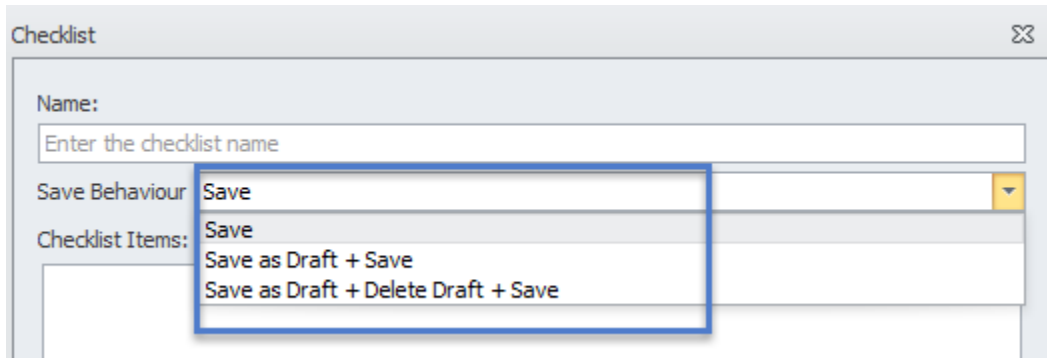 Checklist
Name:
Enter the checklist name
Save Behaviour Save
Save
Checklist Items:
Save as Draft + Save
Save as Draft + Delete Draft + Save